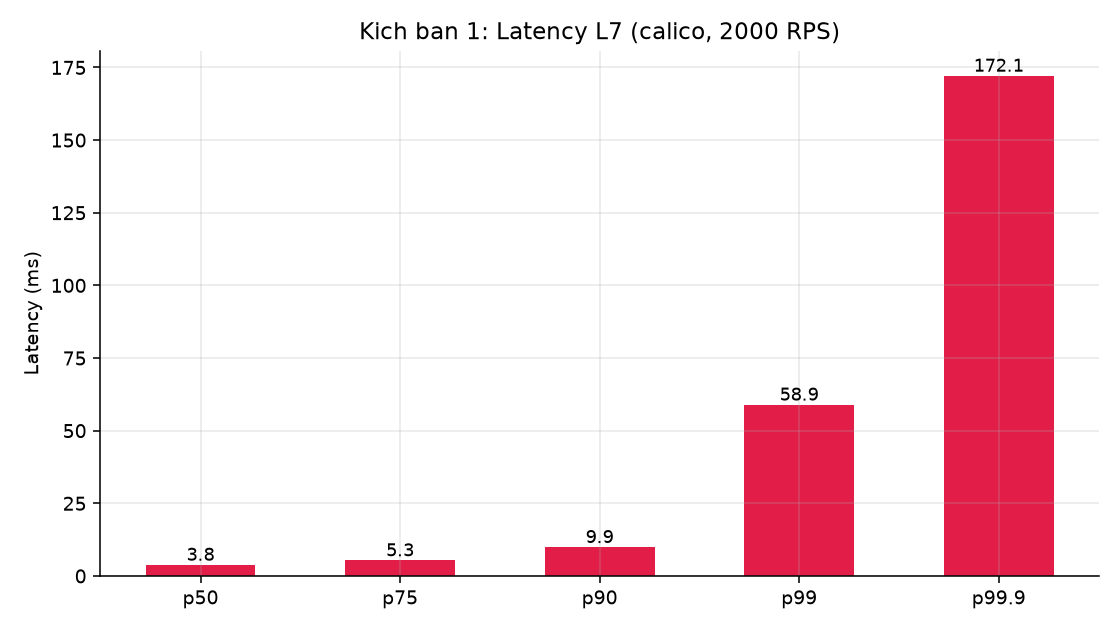 Kich ban 1: Latency L7 (calico, 2000 RPS)
Latency (ms)
175
150
125
100
75
50
25
0
3.8
5.3
9.9
58.9
172.1
p50
p75
p90
p99
p99.9